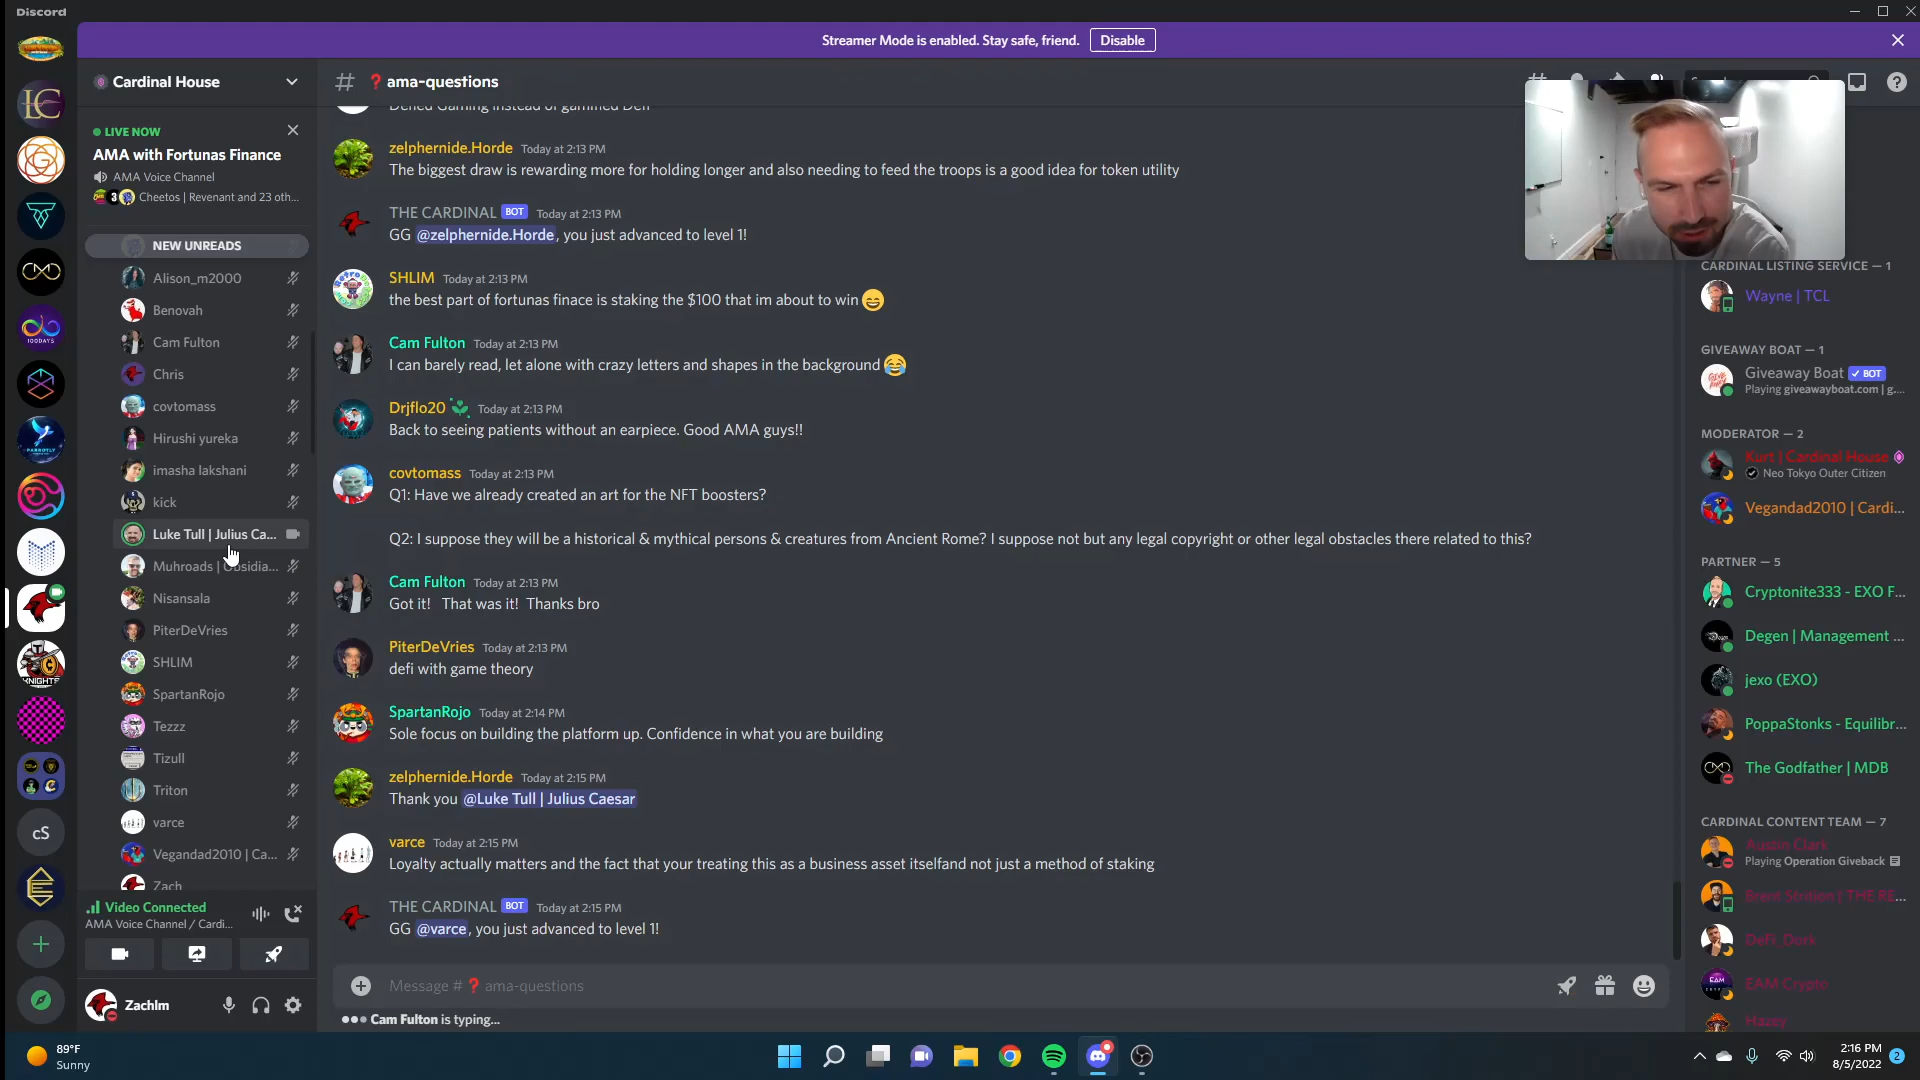 Discord
Streamer Mode is enabled. Stay safe, friend.
Disable
Cardinal House
LIVE NOW
AMA with Fortunas Finance
AMA Voice Channel
3 Cheetos | Revenant and 23 oth...
NEW UNREADS
Alison_m2000
Benovah
Cam Fulton
Chris
covtomass
Hirushi yureka
imasha lakshani
kick
Luke Tull | Julius Ca...
Muhroads | Obsidia...
Nisansala
PiterDeVries
SHLIM
SpartanRojo
Tezzz
Tizull
Triton
varce
Vegandad2010 | Ca...
Zach
Video Connected
AMA Voice Channel / Cardi...
Zachlm
LC
100DAYS
PARROTLY
KNIGHTS
cS
# ❓ ama-questions
Defied Gaming instead of gammed Defi
zelphernide.Horde Today at 2:13 PM
The biggest draw is rewarding more for holding longer and also needing to feed the troops is a good idea for token utility
THE CARDINAL BOT Today at 2:13 PM
GG @zelphernide.Horde, you just advanced to level 1!
SHLIM Today at 2:13 PM
the best part of fortunas finace is staking the $100 that im about to win 😄
Cam Fulton Today at 2:13 PM
I can barely read, let alone with crazy letters and shapes in the background 😂
Drjflo20 Today at 2:13 PM
Back to seeing patients without an earpiece. Good AMA guys!!
covtomass Today at 2:13 PM
Q1: Have we already created an art for the NFT boosters?
Q2: I suppose they will be a historical & mythical persons & creatures from Ancient Rome? I suppose not but any legal copyright or other legal obstacles there related to this?
Cam Fulton Today at 2:13 PM
Got it! That was it! Thanks bro
PiterDeVries Today at 2:13 PM
defi with game theory
SpartanRojo Today at 2:14 PM
Sole focus on building the platform up. Confidence in what you are building
zelphernide.Horde Today at 2:15 PM
Thank you @Luke Tull | Julius Caesar
varce Today at 2:15 PM
Loyalty actually matters and the fact that your treating this as a business asset itselfand not just a method of staking
THE CARDINAL BOT Today at 2:15 PM
GG @varce, you just advanced to level 1!
Message # ❓ ama-questions
Cam Fulton is typing...
CARDINAL LISTING SERVICE — 1
Wayne | TCL
GIVEAWAY BOAT — 1
Giveaway Boat ✓ BOT
Playing giveawayboat.com | g...
MODERATOR — 2
Kurt | Cardinal House
Neo Tokyo Outer Citizen
Vegandad2010 | Cardi...
PARTNER — 5
Cryptonite333 - EXO F...
Degen | Management ...
jexo (EXO)
PoppaStonks - Equilibr...
The Godfather | MDB
CARDINAL CONTENT TEAM — 7
Austin Clark
Playing Operation Giveback
Brent Strition | THE RE...
DeFi_Dork
EAM Crypto
Hazey
89°F
Sunny
2:16 PM
8/5/2022
2